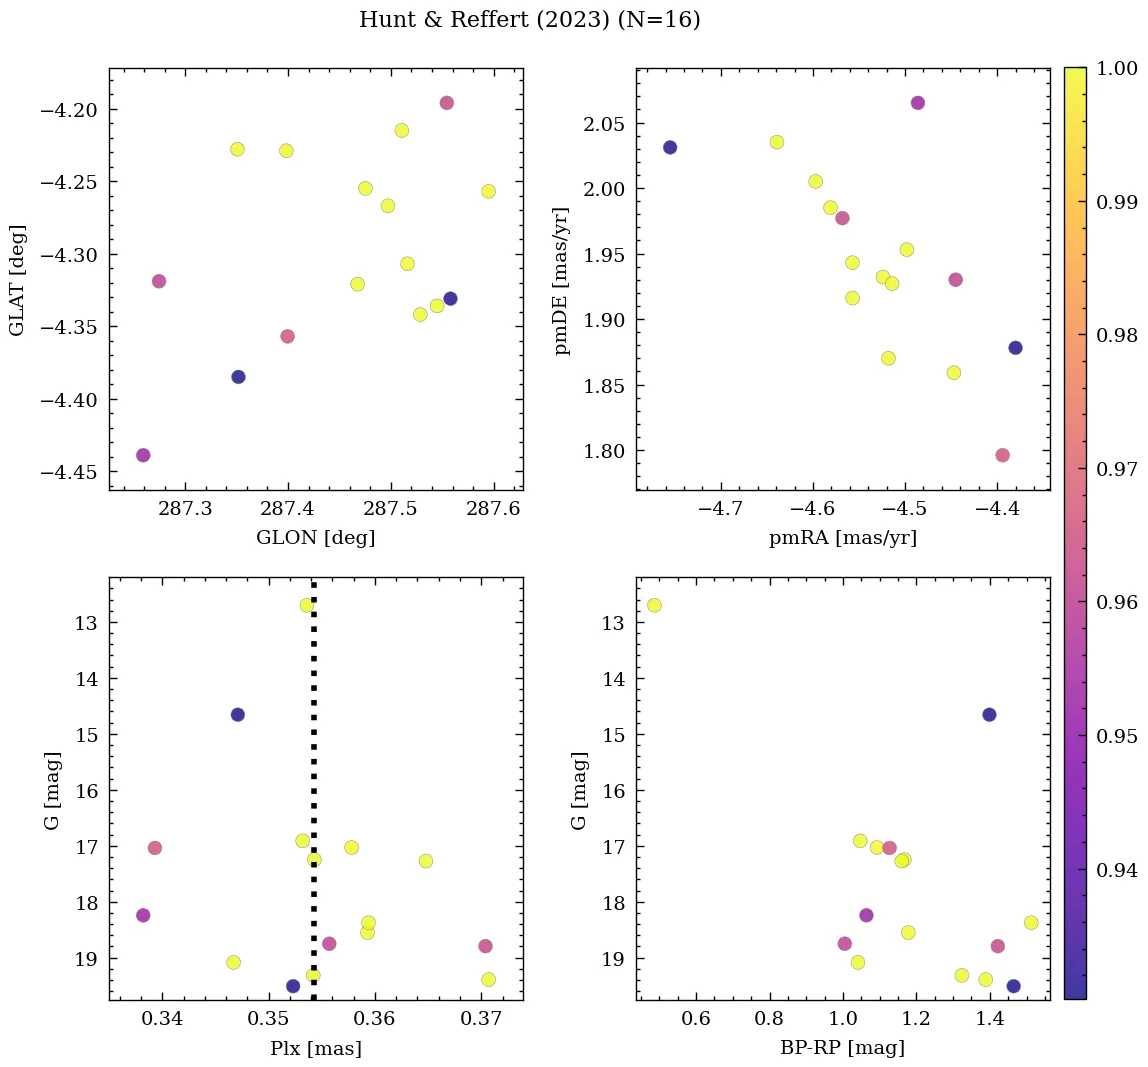 Hunt & Reffert (2023) (N=16)
−4.20
−4.25
−4.30
−4.35
−4.40
−4.45
GLAT [deg]
287.3 287.4 287.5 287.6
GLON [deg]
2.05
2.00
1.95
1.90
1.85
1.80
pmDE [mas/yr]
−4.7 −4.6 −4.5 −4.4
pmRA [mas/yr]
1.00
0.99
0.98
0.97
0.96
0.95
0.94
13
14
15
16
17
18
19
G [mag]
0.34 0.35 0.36 0.37
Plx [mas]
13
14
15
16
17
18
19
G [mag]
0.6 0.8 1.0 1.2 1.4
BP-RP [mag]